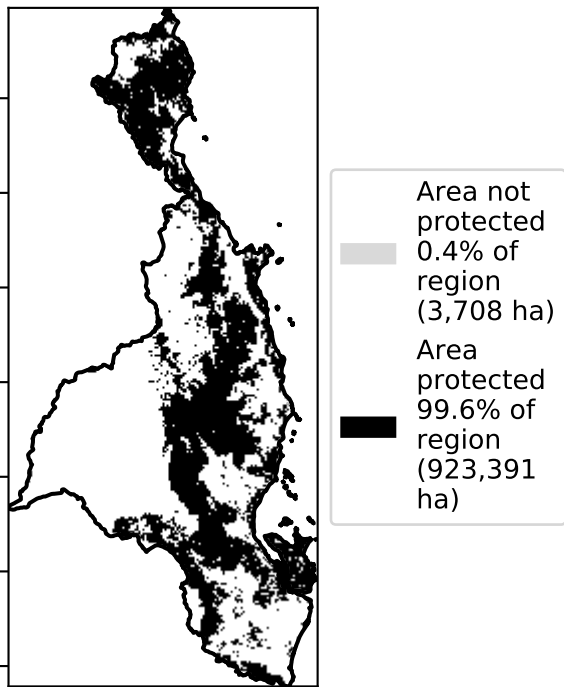 Area not
protected
0.4% of
region
(3,708 ha)
Area
protected
99.6% of
region
(923,391
ha)